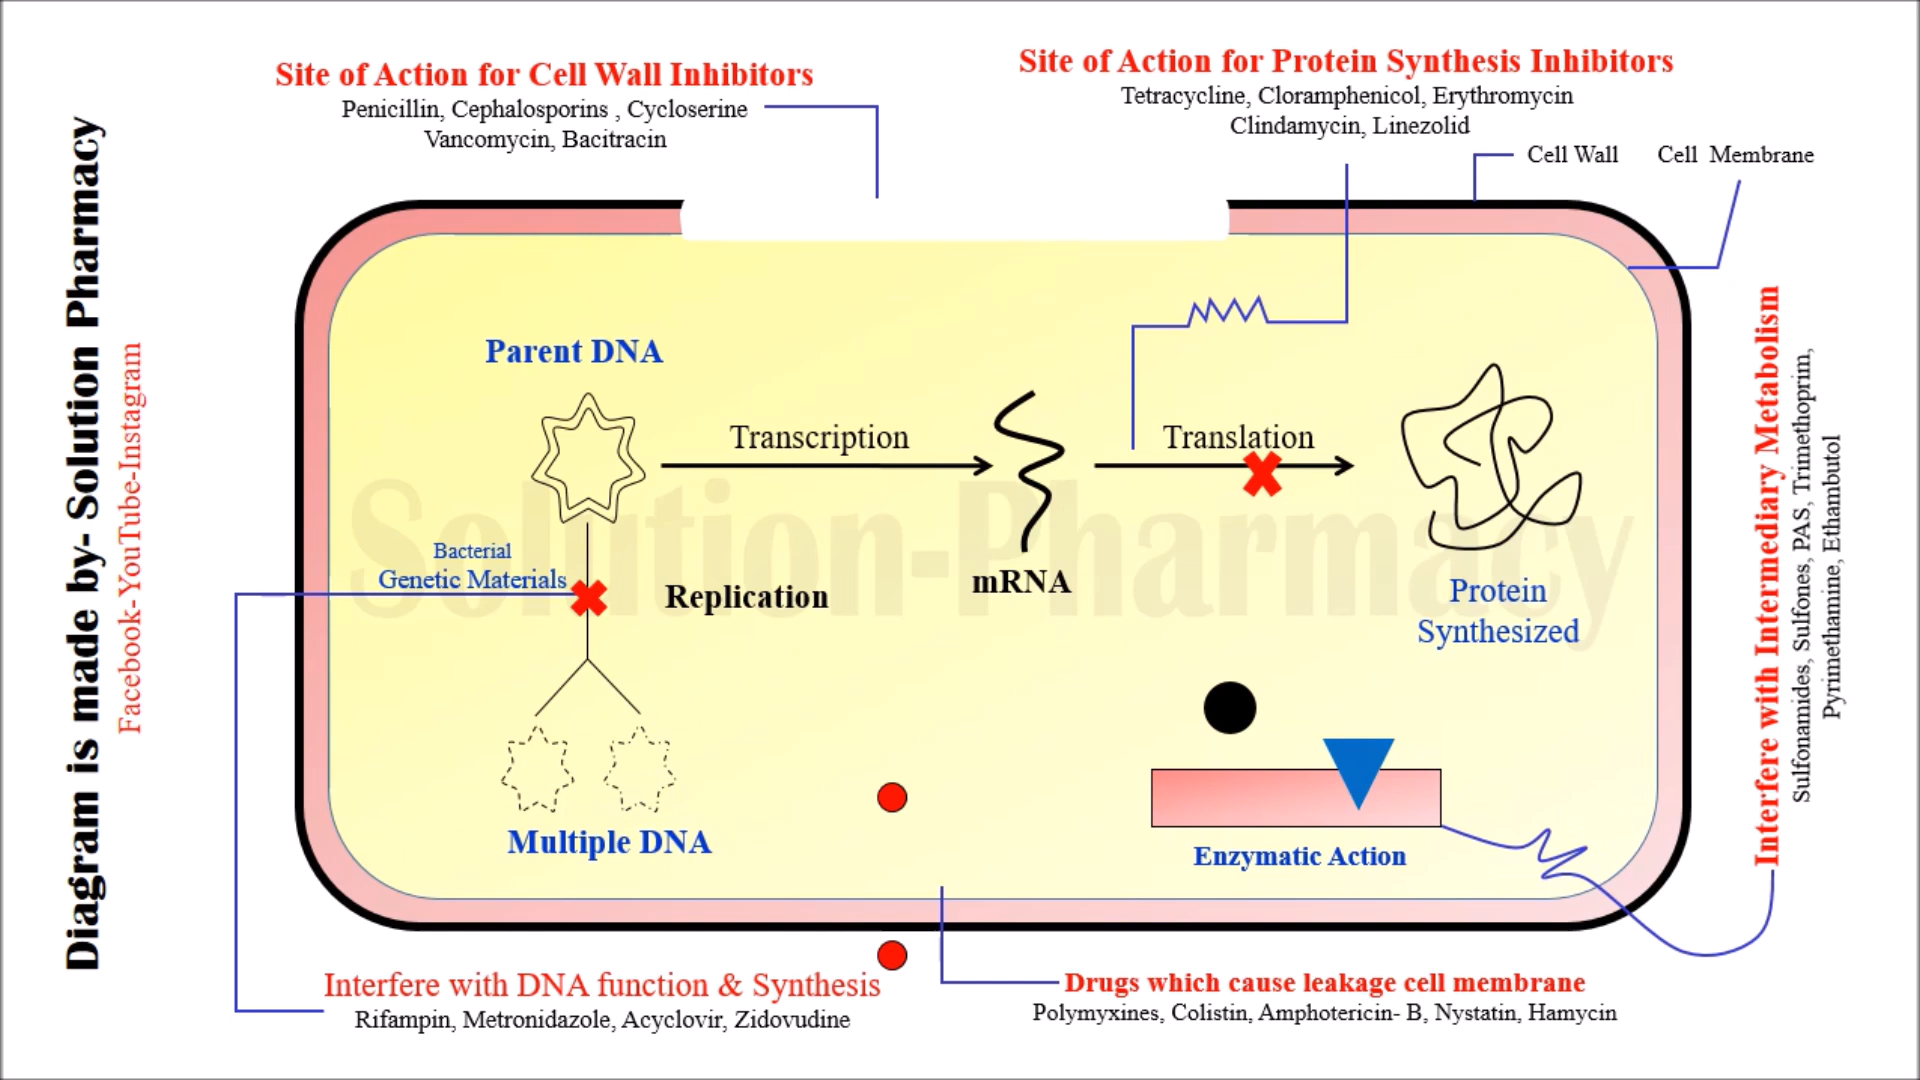 Site of Action for Cell Wall Inhibitors
Penicillin, Cephalosporins , Cycloserine
Vancomycin, Bacitracin
Site of Action for Protein Synthesis Inhibitors
Tetracycline, Cloramphenicol, Erythromycin
Clindamycin, Linezolid
Cell Wall
Cell Membrane
Diagram is made by- Solution Pharmacy
Facebook-YouTube-Instagram
Parent DNA
Transcription
Translation
Solution-Pharmacy
Bacterial
Genetic Materials
Replication
mRNA
Protein
Synthesized
Multiple DNA
Enzymatic Action
Interfere with Intermediary Metabolism
Sulfonamides, Sulfones, PAS, Trimethoprim,
Pyrimethamine, Ethambutol
Interfere with DNA function & Synthesis
Rifampin, Metronidazole, Acyclovir, Zidovudine
Drugs which cause leakage cell membrane
Polymyxines, Colistin, Amphotericin- B, Nystatin, Hamycin